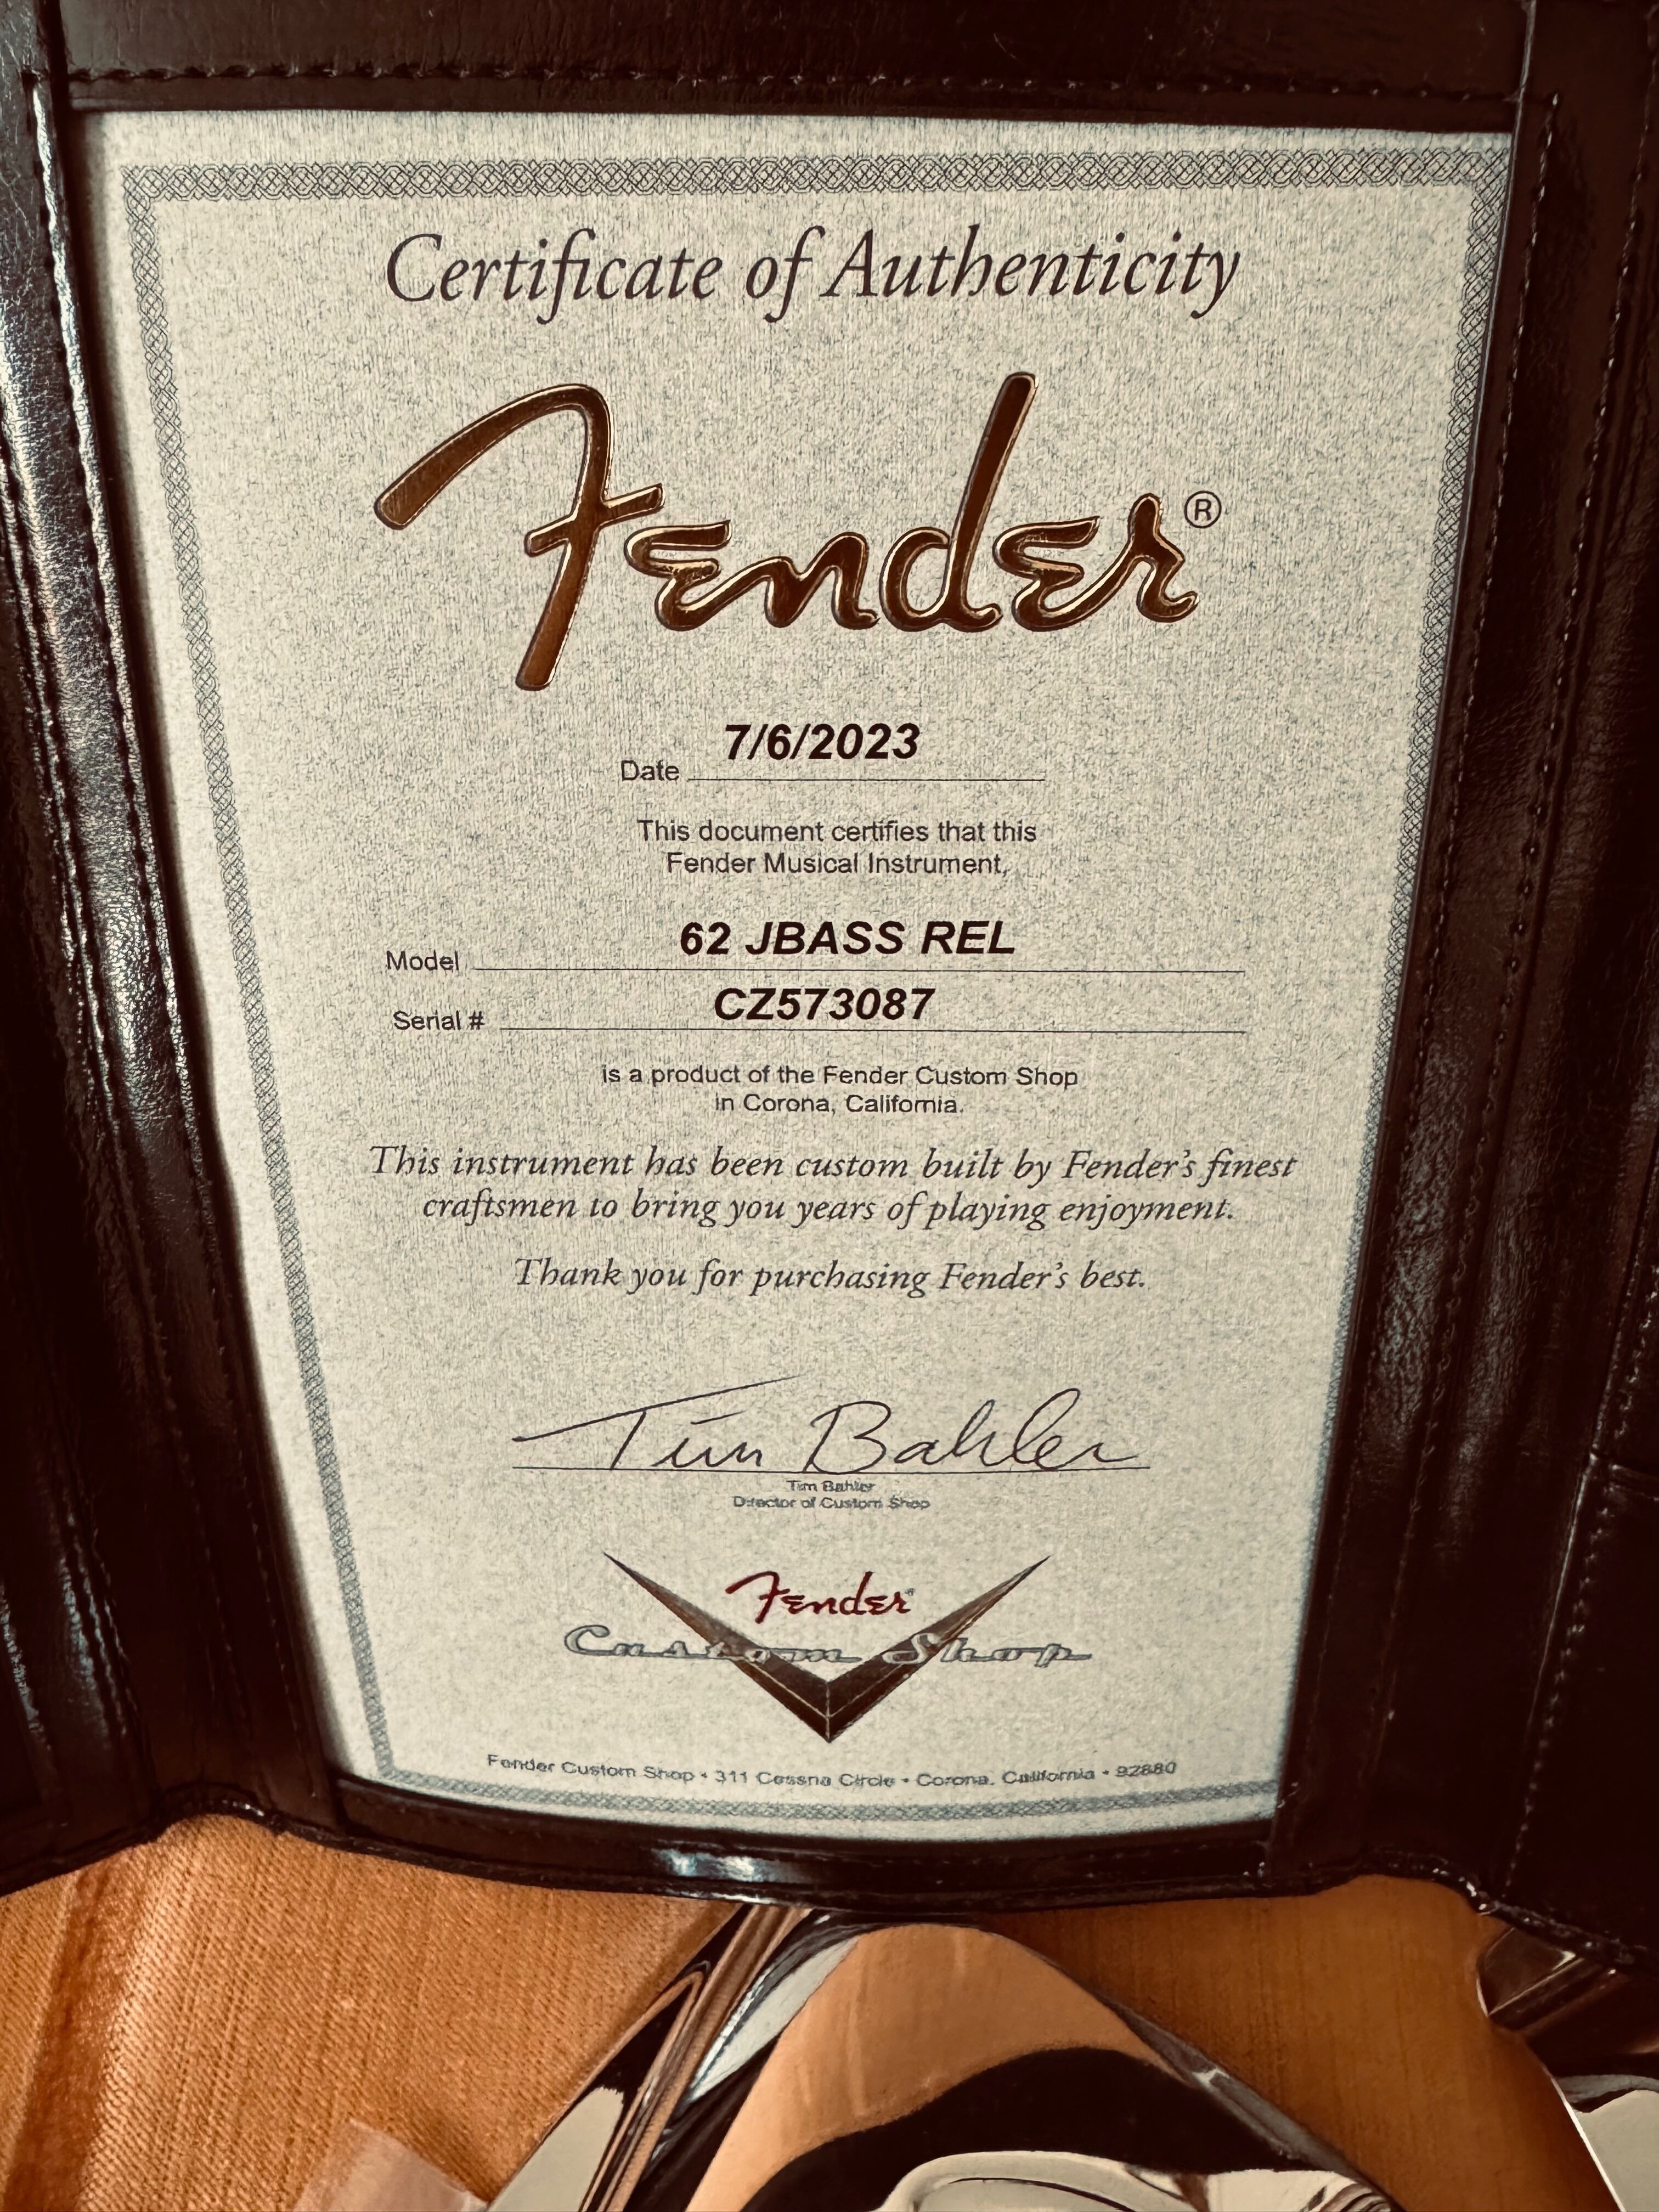 Certificate of Authenticity
Fender®
Date 7/6/2023
This document certifies that this
Fender Musical Instrument,
Model 62 JBASS REL
Serial # CZ573087
is a product of the Fender Custom Shop
in Corona, California.
This instrument has been custom built by Fender's finest
craftsmen to bring you years of playing enjoyment.
Thank you for purchasing Fender's best.
Tim Bahler
Tim Bahler
Director of Custom Shop
Fender®
Custom Shop
Fender Custom Shop • 311 Cessna Circle • Corona, California • 92880